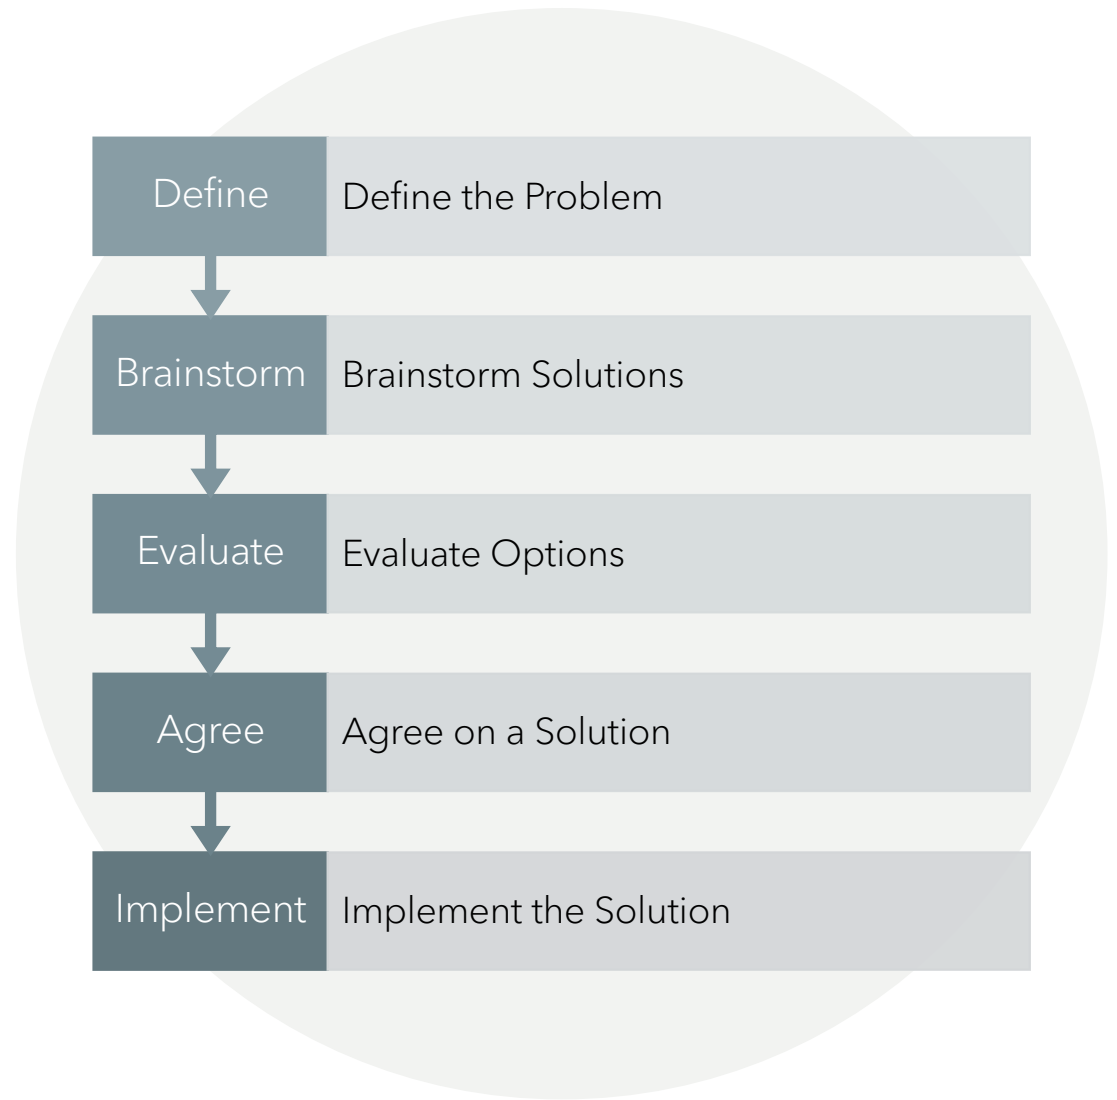 Define
Define the Problem
Brainstorm
Brainstorm Solutions
Evaluate
Evaluate Options
Agree
Agree on a Solution
Implement
Implement the Solution